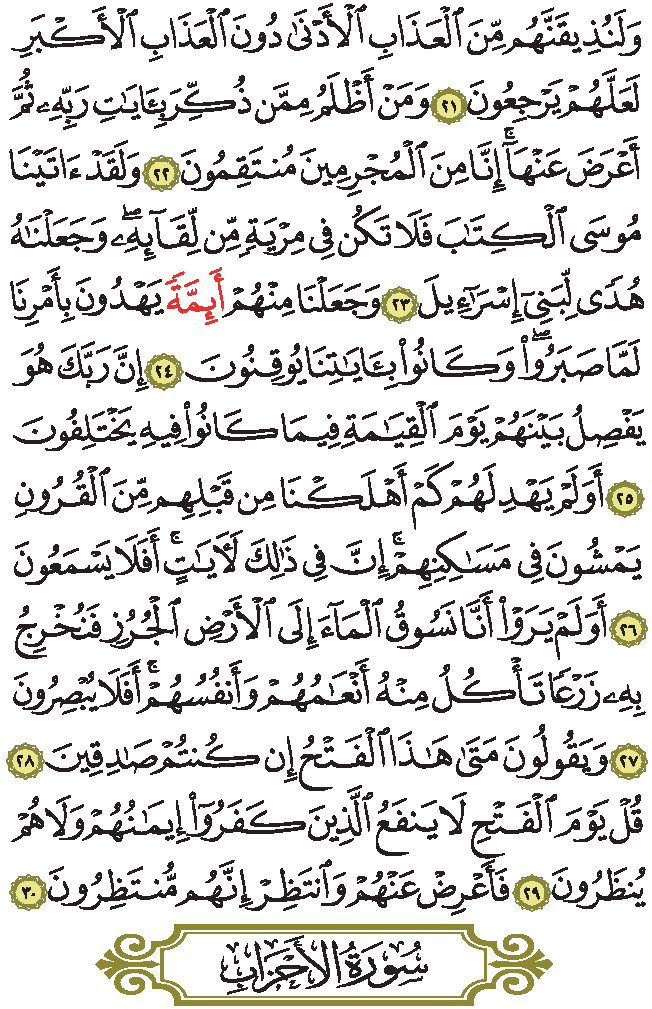 وَلَنُذِيقَنَّهُم مِّنَ ٱلْعَذَابِ ٱلْأَدْنَىٰ دُونَ ٱلْعَذَابِ ٱلْأَكْبَرِ
لَعَلَّهُمْ يَرْجِعُونَ ٢١ وَمَنْ أَظْلَمُ مِمَّن ذُكِّرَ بِـَٔايَـٰتِ رَبِّهِۦ ثُمَّ
أَعْرَضَ عَنْهَآ ۚ إِنَّا مِنَ ٱلْمُجْرِمِينَ مُنتَقِمُونَ ٢٢ وَلَقَدْ ءَاتَيْنَا
مُوسَى ٱلْكِتَـٰبَ فَلَا تَكُن فِى مِرْيَةٍ مِّن لِّقَآئِهِۦ ۖ وَجَعَلْنَـٰهُ
هُدًى لِّبَنِىٓ إِسْرَٰٓءِيلَ ٢٣ وَجَعَلْنَا مِنْهُمْ أَئِمَّةً يَهْدُونَ بِأَمْرِنَا
لَمَّا صَبَرُوا۟ ۖ وَكَانُوا۟ بِـَٔايَـٰتِنَا يُوقِنُونَ ٢٤ إِنَّ رَبَّكَ هُوَ
يَفْصِلُ بَيْنَهُمْ يَوْمَ ٱلْقِيَـٰمَةِ فِيمَا كَانُوا۟ فِيهِ يَخْتَلِفُونَ
٢٥ أَوَلَمْ يَهْدِ لَهُمْ كَمْ أَهْلَكْنَا مِن قَبْلِهِم مِّنَ ٱلْقُرُونِ
يَمْشُونَ فِى مَسَـٰكِنِهِمْ ۚ إِنَّ فِى ذَٰلِكَ لَـَٔايَـٰتٍ ۖ أَفَلَا يَسْمَعُونَ
٢٦ أَوَلَمْ يَرَوْا۟ أَنَّا نَسُوقُ ٱلْمَآءَ إِلَى ٱلْأَرْضِ ٱلْجُرُزِ فَنُخْرِجُ
بِهِۦ زَرْعًا تَأْكُلُ مِنْهُ أَنْعَـٰمُهُمْ وَأَنفُسُهُمْ ۖ أَفَلَا يُبْصِرُونَ
٢٧ وَيَقُولُونَ مَتَىٰ هَـٰذَا ٱلْفَتْحُ إِن كُنتُمْ صَـٰدِقِينَ ٢٨
قُلْ يَوْمَ ٱلْفَتْحِ لَا يَنفَعُ ٱلَّذِينَ كَفَرُوٓا۟ إِيمَـٰنُهُمْ وَلَا هُمْ
يُنظَرُونَ ٢٩ فَأَعْرِضْ عَنْهُمْ وَٱنتَظِرْ إِنَّهُم مُّنتَظِرُونَ ٣٠
سُورَةُ الأَحْزَابِ